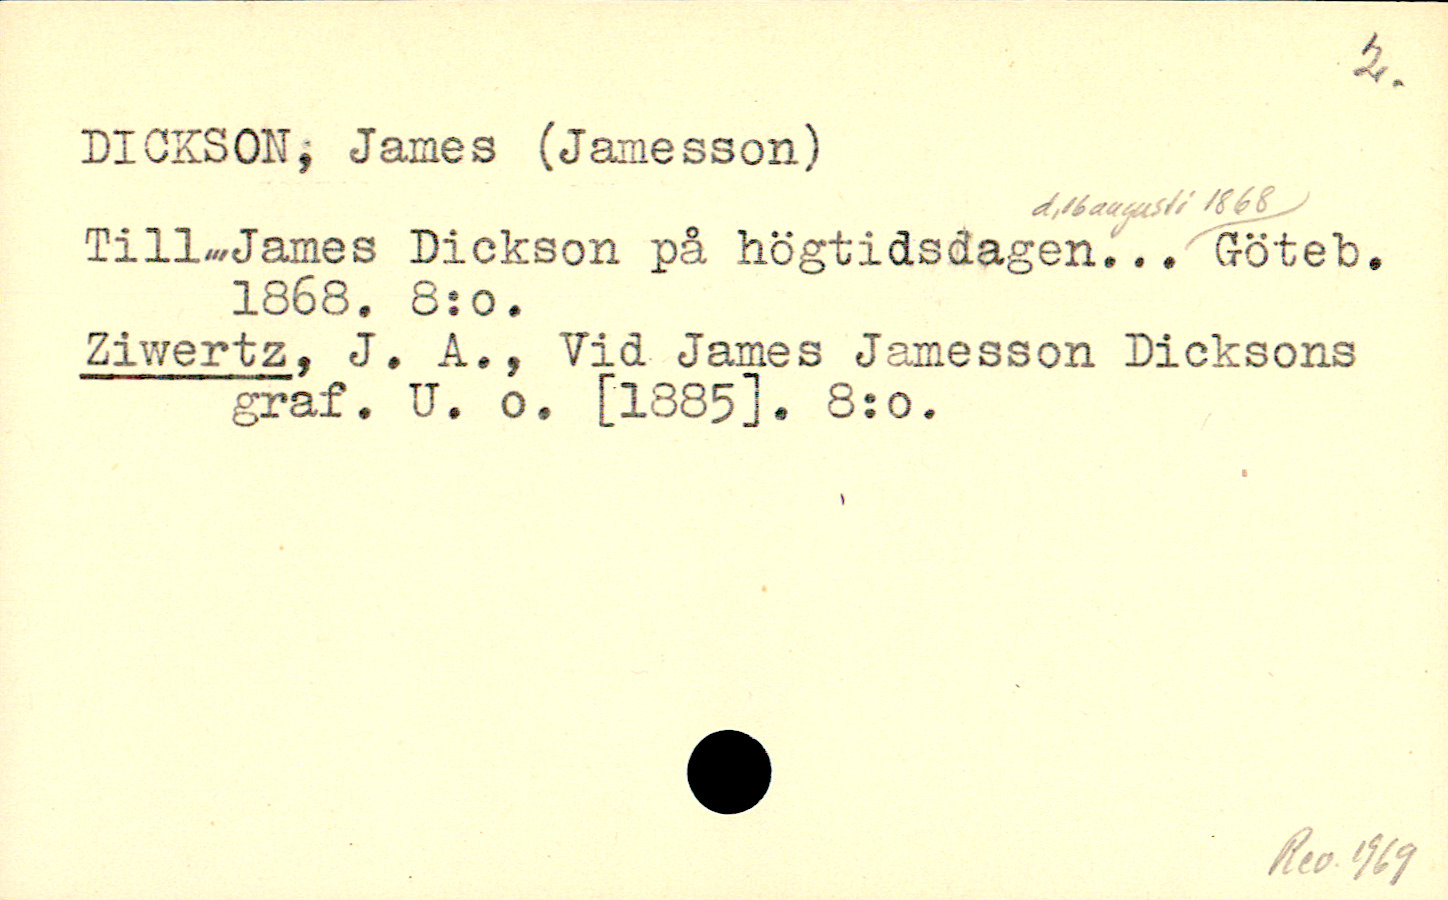 2.
DICKSON, James (Jamesson)
d. 16 augusti 1868
Till ... James Dickson på högtidsdagen... Göteb.
1868. 8:o.
Ziwertz, J. A., Vid James Jamesson Dicksons
graf. U. o. [1885]. 8:o.
Rev. 1969